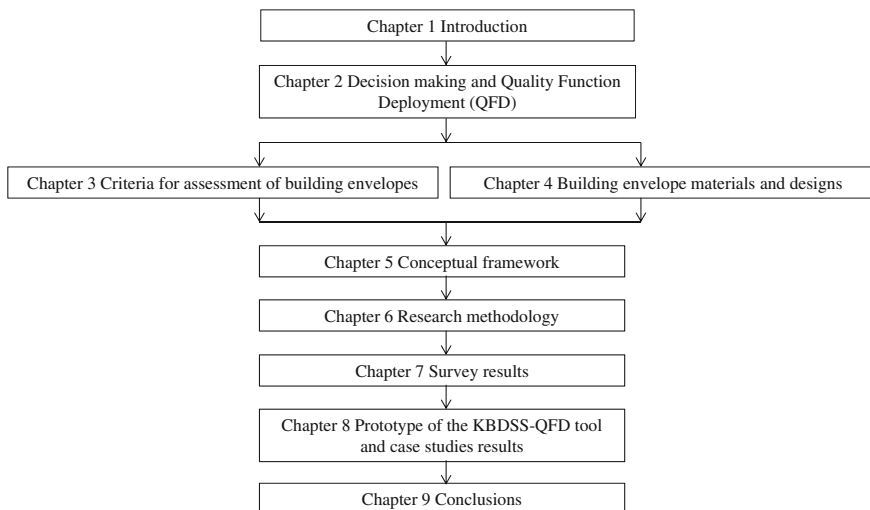 Chapter 1 Introduction
Chapter 2 Decision making and Quality Function
Deployment (QFD)
Chapter 3 Criteria for assessment of building envelopes
Chapter 4 Building envelope materials and designs
Chapter 5 Conceptual framework
Chapter 6 Research methodology
Chapter 7 Survey results
Chapter 8 Prototype of the KBDSS-QFD tool
and case studies results
Chapter 9 Conclusions